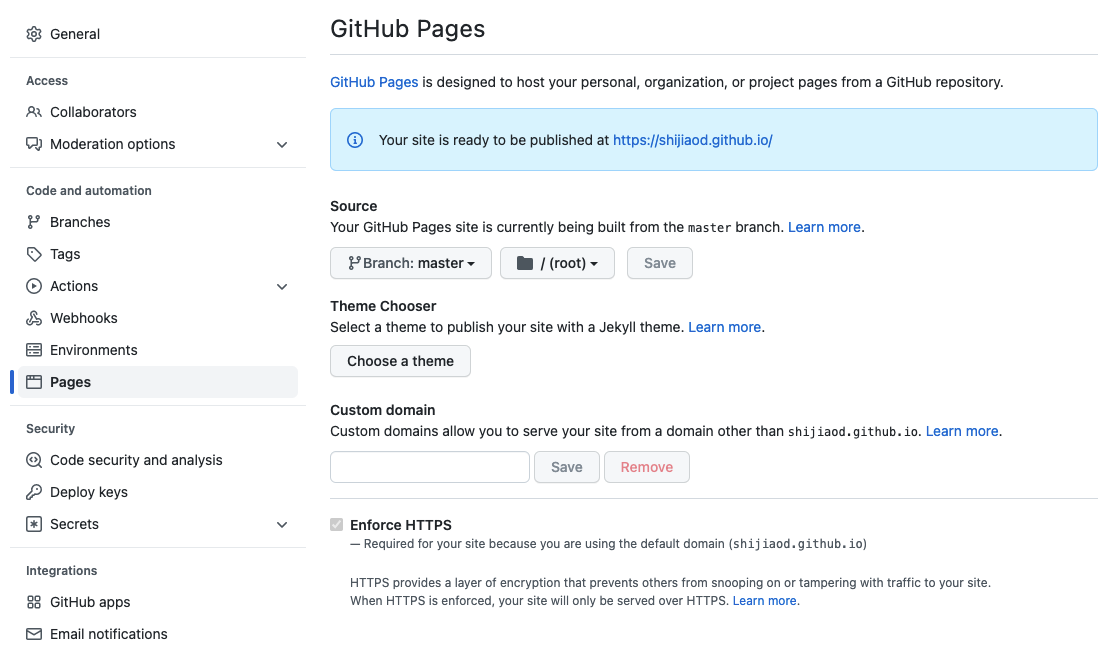 General
Access
Collaborators
Moderation options
Code and automation
Branches
Tags
Actions
Webhooks
Environments
Pages
Security
Code security and analysis
Deploy keys
Secrets
Integrations
GitHub apps
Email notifications
GitHub Pages
GitHub Pages is designed to host your personal, organization, or project pages from a GitHub repository.
Your site is ready to be published at https://shijiaod.github.io/
Source
Your GitHub Pages site is currently being built from the master branch. Learn more.
Branch: master
/ (root)
Save
Theme Chooser
Select a theme to publish your site with a Jekyll theme. Learn more.
Choose a theme
Custom domain
Custom domains allow you to serve your site from a domain other than shijiaod.github.io. Learn more.
Save
Remove
Enforce HTTPS
— Required for your site because you are using the default domain (shijiaod.github.io)
HTTPS provides a layer of encryption that prevents others from snooping on or tampering with traffic to your site.
When HTTPS is enforced, your site will only be served over HTTPS. Learn more.